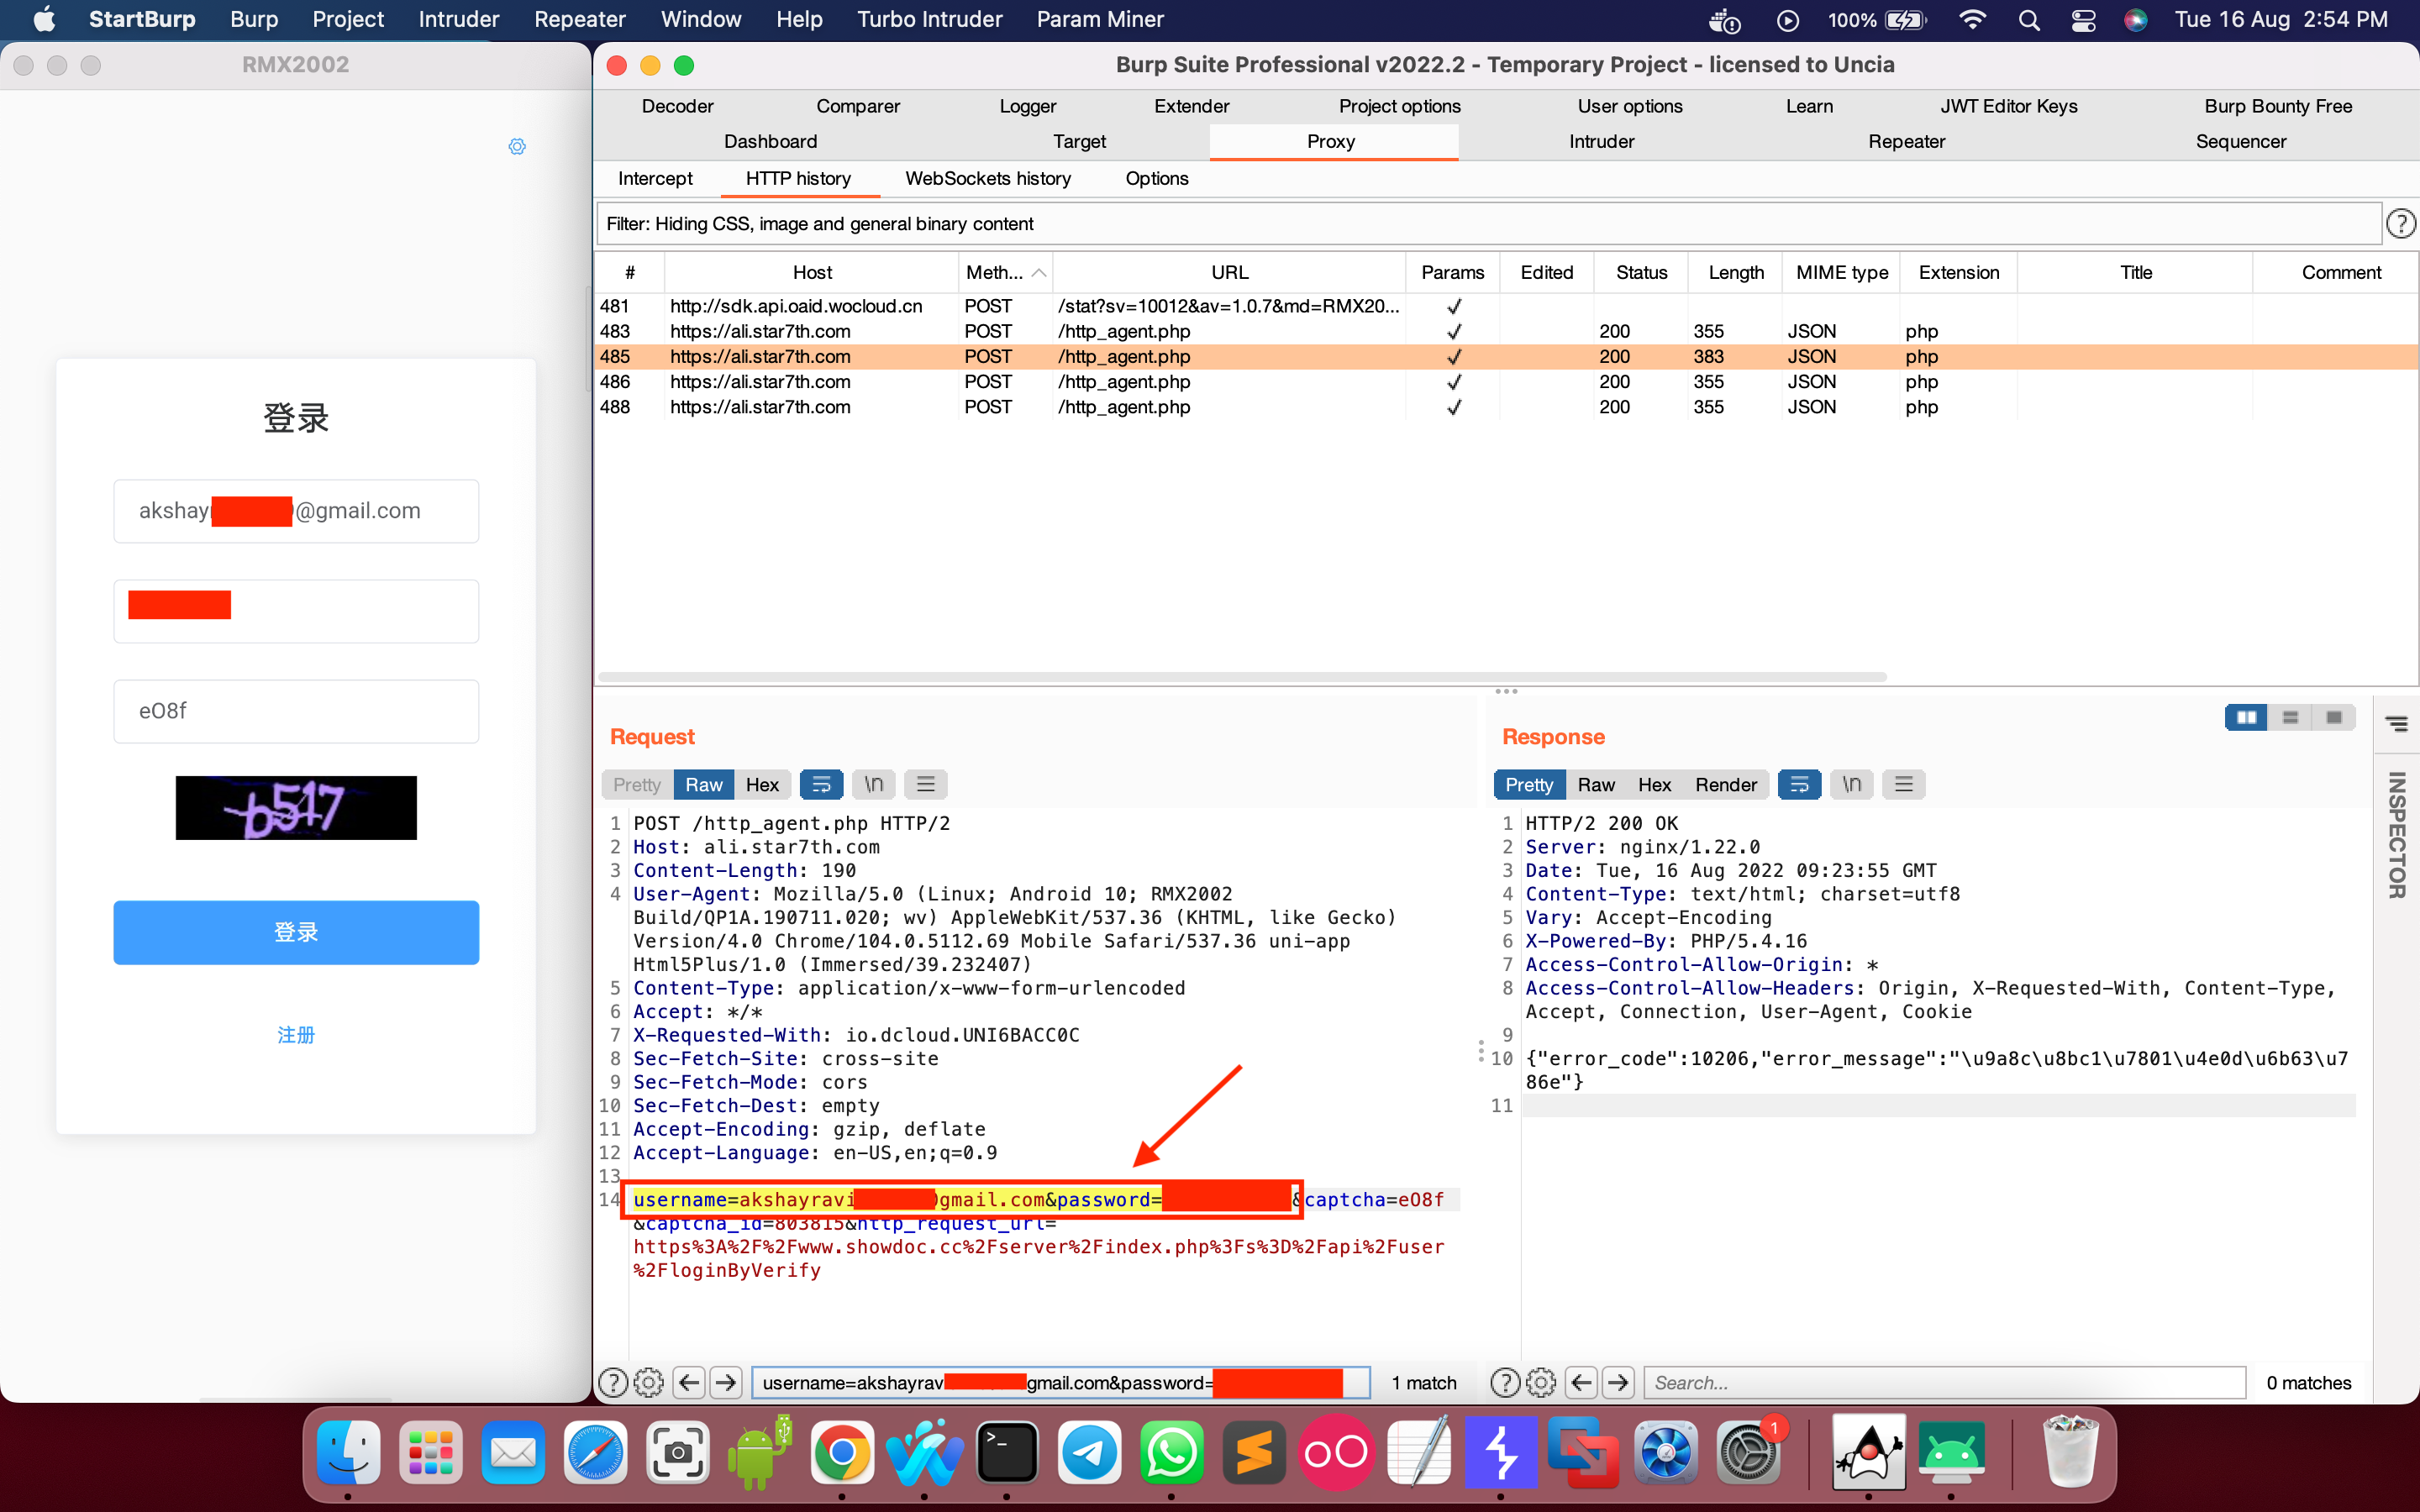 StartBurp Burp Project Intruder Repeater Window Help Turbo Intruder Param Miner 100% Tue 16 Aug 2:54 PM
RMX2002
登录
akshay @gmail.com
eO8f
b517
登录
注册
Burp Suite Professional v2022.2 - Temporary Project - licensed to Uncia
Decoder Comparer Logger Extender Project options User options Learn JWT Editor Keys Burp Bounty Free
Dashboard Target Proxy Intruder Repeater Sequencer
Intercept HTTP history WebSockets history Options
Filter: Hiding CSS, image and general binary content ?
# Host Meth... URL Params Edited Status Length MIME type Extension Title Comment
481 http://sdk.api.oaid.wocloud.cn POST /stat?sv=10012&av=1.0.7&md=RMX20... ✓
483 https://ali.star7th.com POST /http_agent.php ✓ 200 355 JSON php
485 https://ali.star7th.com POST /http_agent.php ✓ 200 383 JSON php
486 https://ali.star7th.com POST /http_agent.php ✓ 200 355 JSON php
488 https://ali.star7th.com POST /http_agent.php ✓ 200 355 JSON php
Request
Pretty Raw Hex \n
1 POST /http_agent.php HTTP/2
2 Host: ali.star7th.com
3 Content-Length: 190
4 User-Agent: Mozilla/5.0 (Linux; Android 10; RMX2002
Build/QP1A.190711.020; wv) AppleWebKit/537.36 (KHTML, like Gecko)
Version/4.0 Chrome/104.0.5112.69 Mobile Safari/537.36 uni-app
Html5Plus/1.0 (Immersed/39.232407)
5 Content-Type: application/x-www-form-urlencoded
6 Accept: */*
7 X-Requested-With: io.dcloud.UNI6BACC0C
8 Sec-Fetch-Site: cross-site
9 Sec-Fetch-Mode: cors
10 Sec-Fetch-Dest: empty
11 Accept-Encoding: gzip, deflate
12 Accept-Language: en-US,en;q=0.9
13
14 username=akshayravi gmail.com&password= &captcha=eO8f
&captcha_id=803815&http_request_url=
https%3A%2F%2Fwww.showdoc.cc%2Fserver%2Findex.php%3Fs%3D%2Fapi%2Fuser
%2FloginByVerify
? username=akshayrav gmail.com&password= 1 match
Response
Pretty Raw Hex Render \n
1 HTTP/2 200 OK
2 Server: nginx/1.22.0
3 Date: Tue, 16 Aug 2022 09:23:55 GMT
4 Content-Type: text/html; charset=utf8
5 Vary: Accept-Encoding
6 X-Powered-By: PHP/5.4.16
7 Access-Control-Allow-Origin: *
8 Access-Control-Allow-Headers: Origin, X-Requested-With, Content-Type,
Accept, Connection, User-Agent, Cookie
9
10 {"error_code":10206,"error_message":"\u9a8c\u8bc1\u7801\u4e0d\u6b63\u7
86e"}
11
? Search... 0 matches
INSPECTOR
1